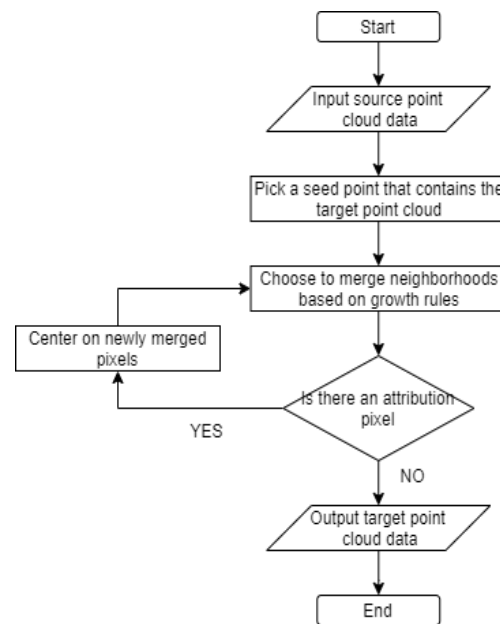 Start
Input source point
cloud data
Pick a seed point that contains the
target point cloud
Choose to merge neighborhoods
based on growth rules
Center on newly merged
pixels
Is there an attribution
pixel
YES
NO
Output target point
cloud data
End